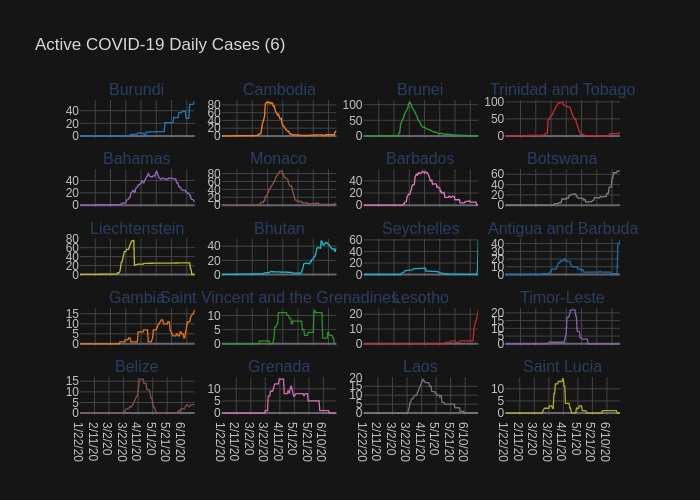 Active COVID-19 Daily Cases (6)
Burundi Cambodia Brunei Trinidad and Tobago
40 20 0
80 60 40 20 0
100 50 0
100 50 0
Bahamas Monaco Barbados Botswana
40 20 0
80 60 40 20 0
40 20 0
60 40 20 0
Liechtenstein Bhutan Seychelles Antigua and Barbuda
80 60 40 20 0
40 20 0
60 40 20 0
40 30 20 10 0
Gambia Saint Vincent and the Grenadines Lesotho Timor-Leste
15 10 5 0
10 5 0
20 10 0
20 15 10 5 0
Belize Grenada Laos Saint Lucia
15 10 5 0
10 5 0
20 15 10 5 0
10 5 0
1/22/20 2/11/20 3/2/20 3/22/20 4/11/20 5/1/20 5/21/20 6/10/20
1/22/20 2/11/20 3/2/20 3/22/20 4/11/20 5/1/20 5/21/20 6/10/20
1/22/20 2/11/20 3/2/20 3/22/20 4/11/20 5/1/20 5/21/20 6/10/20
1/22/20 2/11/20 3/2/20 3/22/20 4/11/20 5/1/20 5/21/20 6/10/20